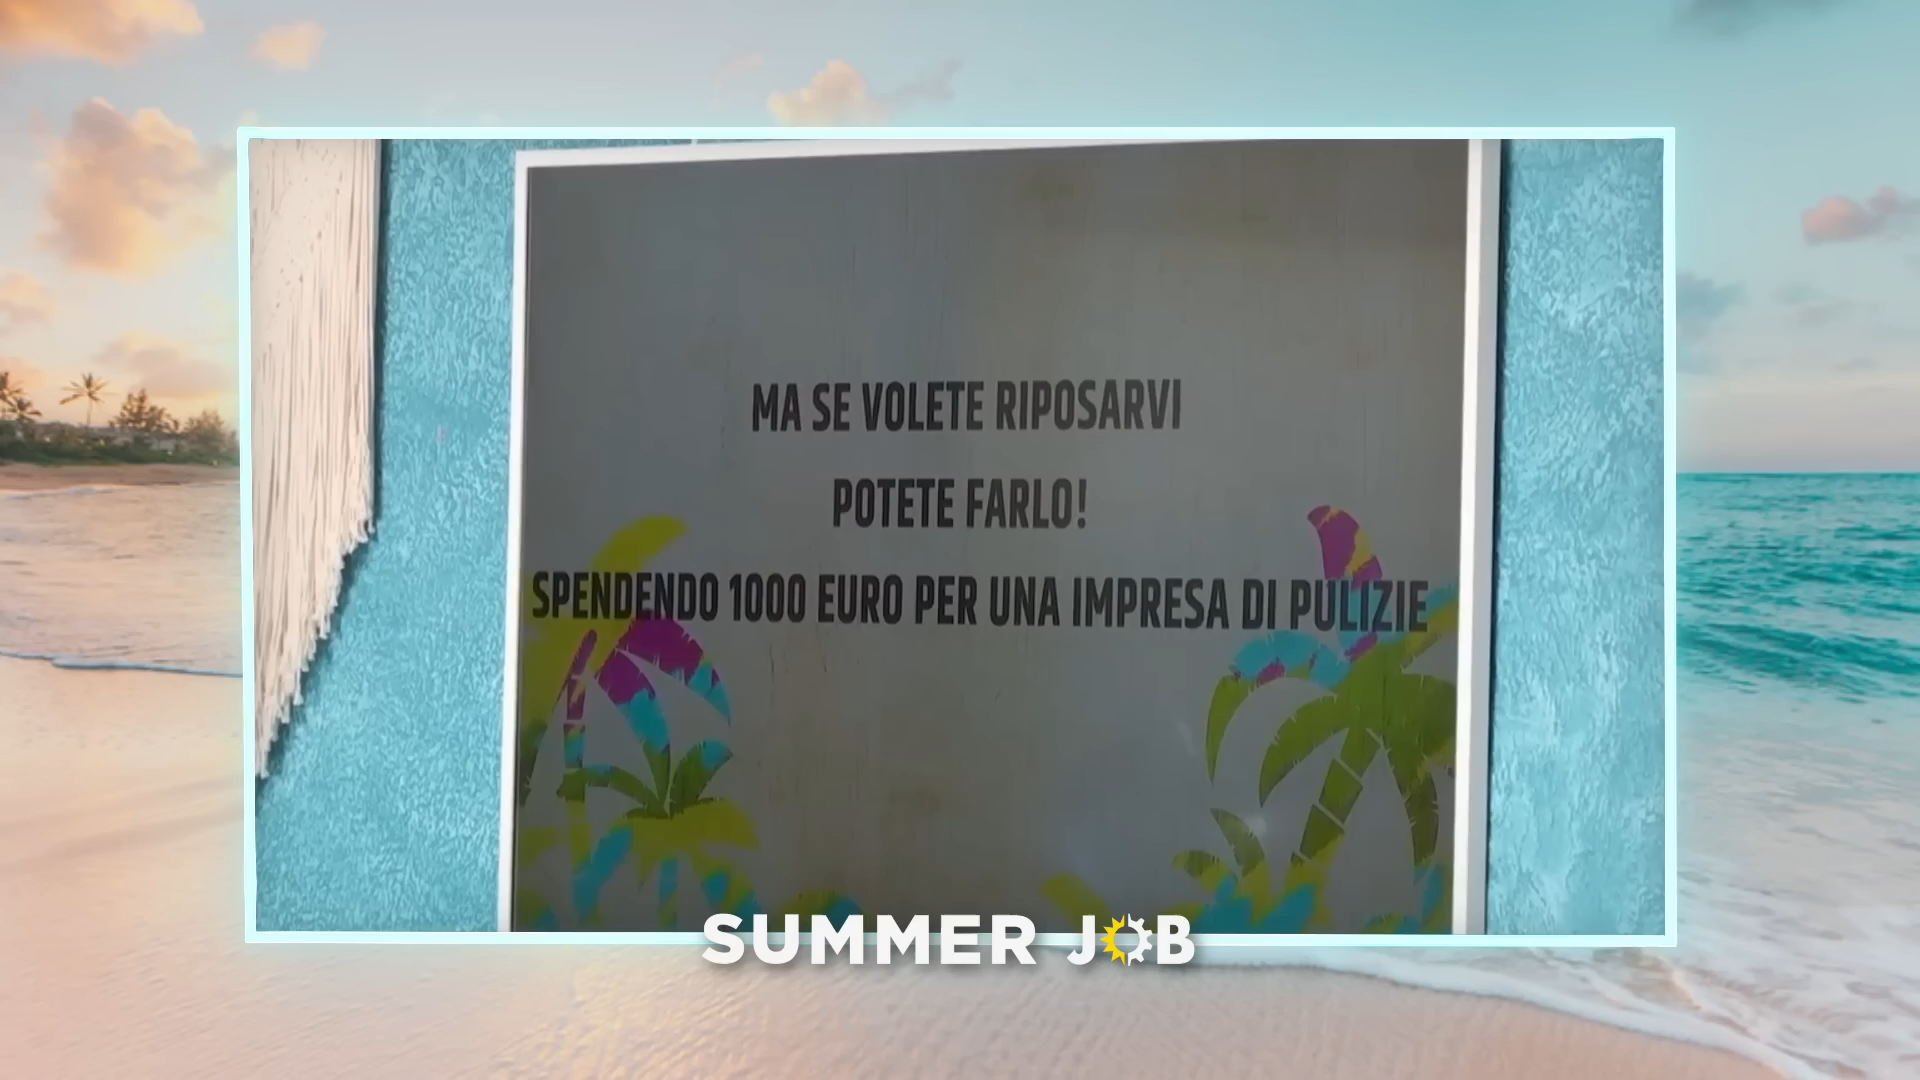 MA SE VOLETE RIPOSARVI
POTETE FARLO!
SPENDENDO 1000 EURO PER UNA IMPRESA DI PULIZIE
SUMMER JOB